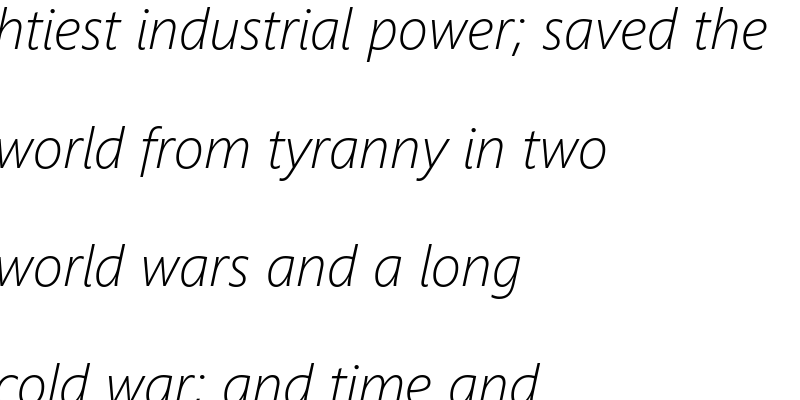 htiest industrial power; saved the
world from tyranny in two
world wars and a long
cold war; and time and